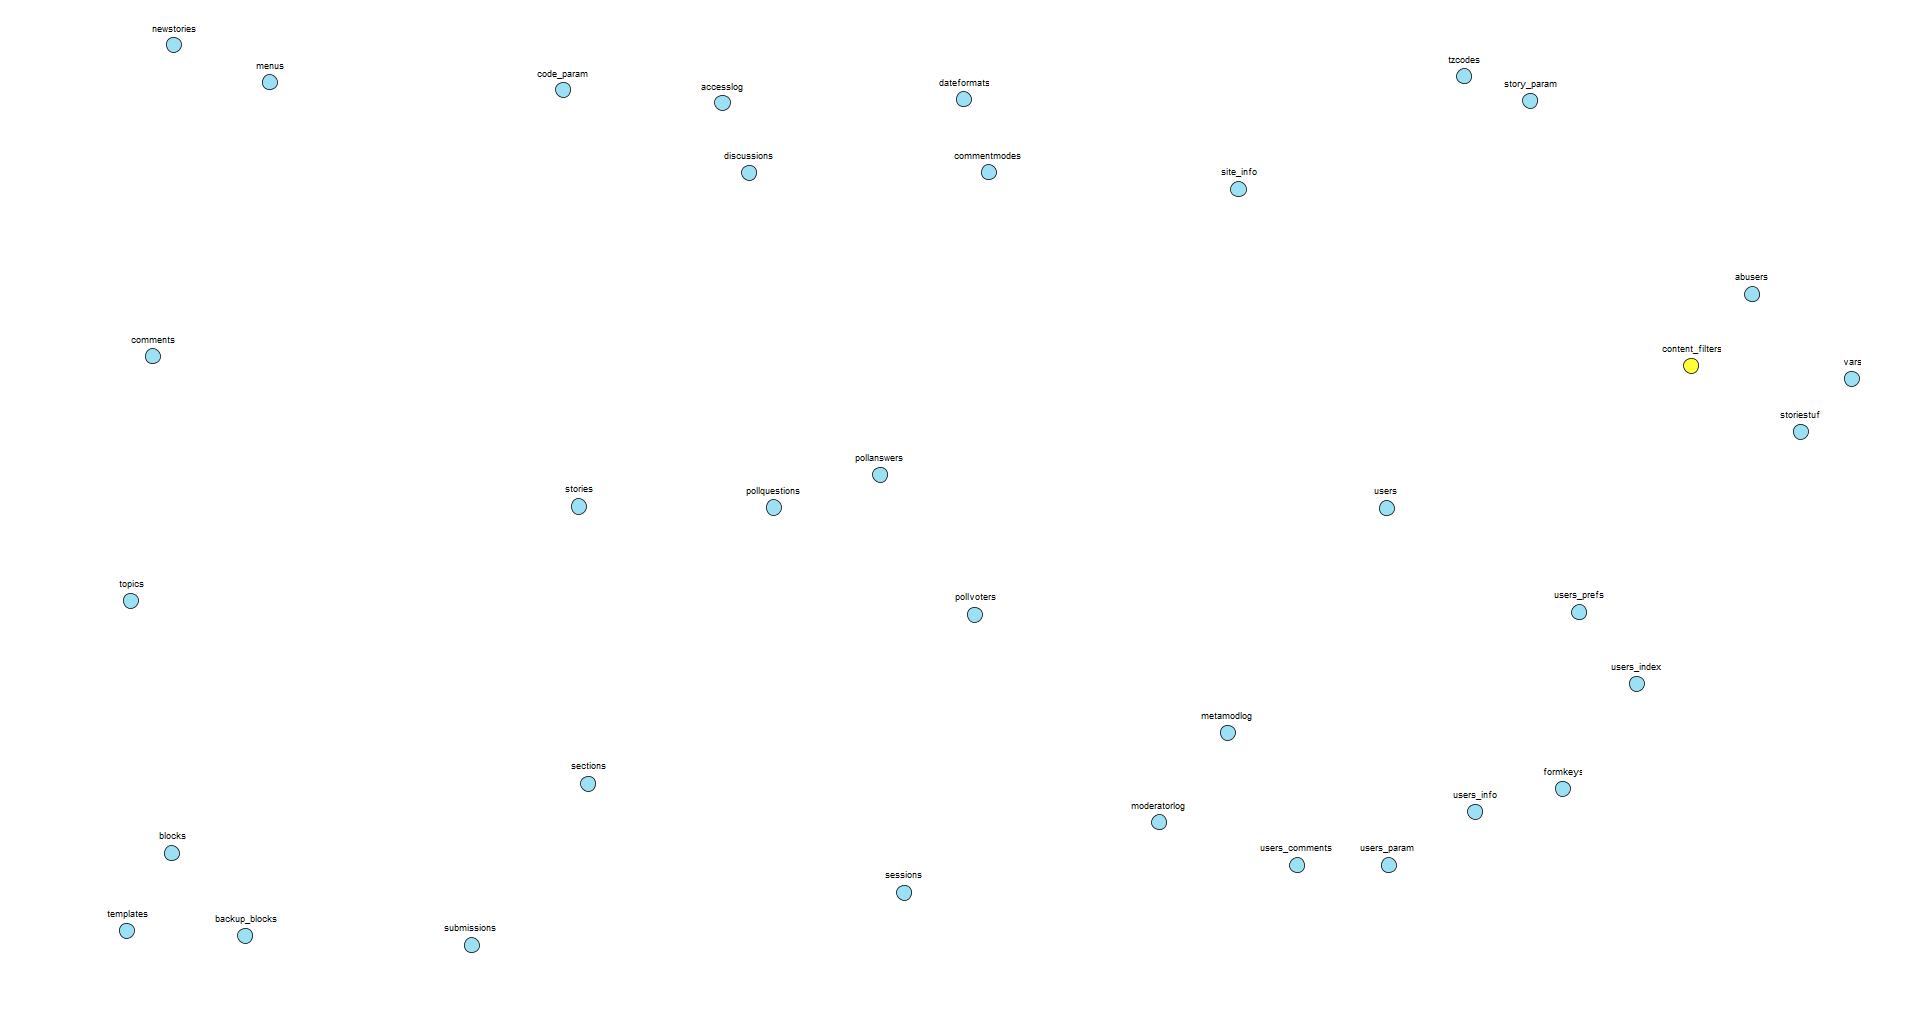 newstories
menus
code_param
accesslog
dateformats
tzcodes
story_param
discussions
commentmodes
site_info
abusers
comments
content_filters
vars
storiestuf
pollanswers
stories
pollquestions
users
topics
pollvoters
users_prefs
users_index
metamodlog
sections
formkeys
users_info
moderatorlog
blocks
users_comments
users_param
sessions
templates
backup_blocks
submissions